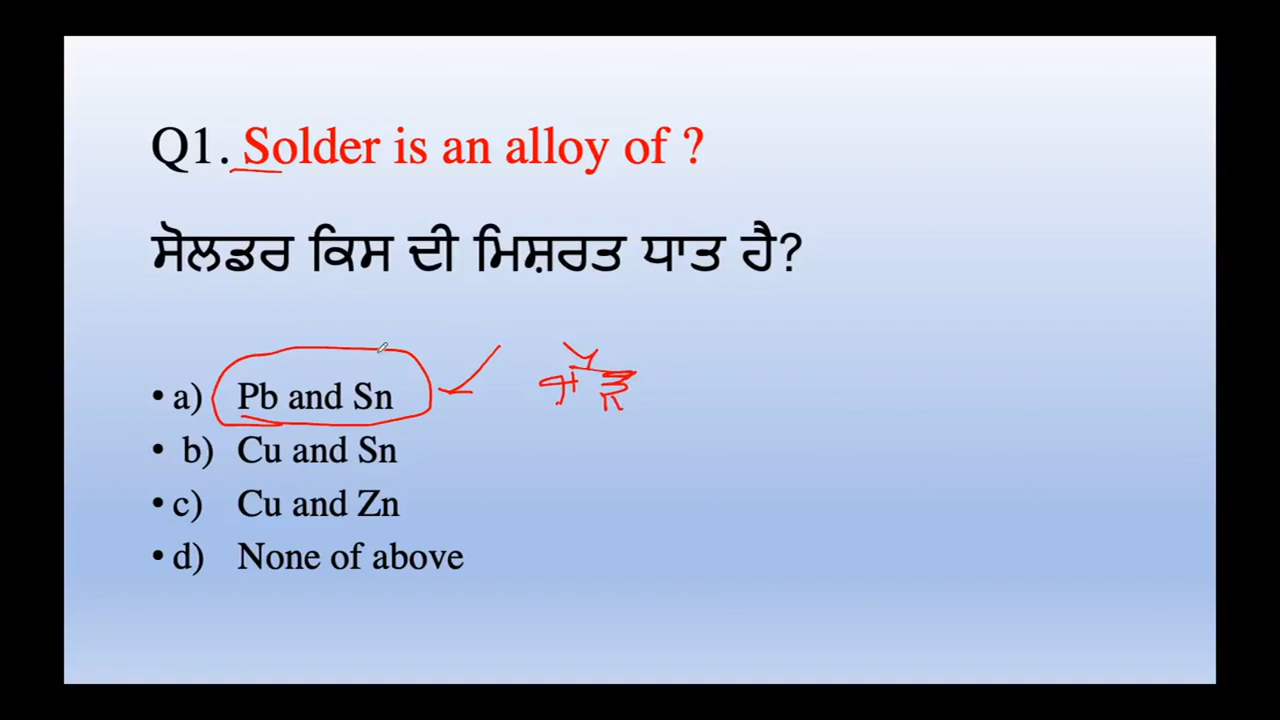 Q1. Solder is an alloy of ?
ਸੋਲਡਰ ਕਿਸ ਦੀ ਮਿਸ਼ਰਤ ਧਾਤ ਹੈ?
• a) Pb and Sn
• b) Cu and Sn
• c) Cu and Zn
• d) None of above